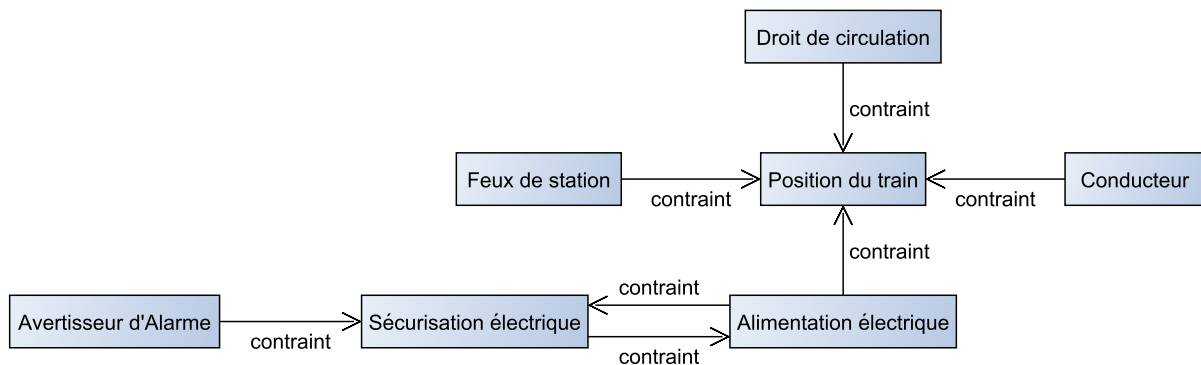 Droit de circulation
contraint
Feux de station
contraint
Position du train
contraint
Conducteur
contraint
Avertisseur d'Alarme
contraint
Sécurisation électrique
contraint
contraint
Alimentation électrique